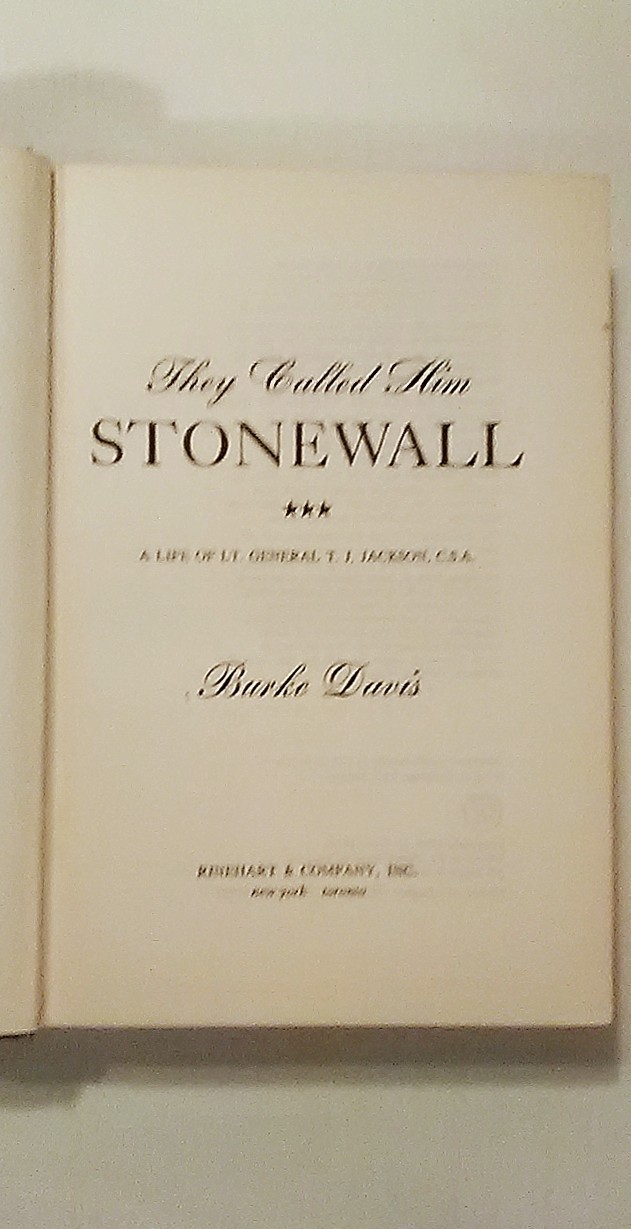 They Called Him
STONEWALL
★★★
A LIFE OF LT. GENERAL T. J. JACKSON, C.S.A.
Burke Davis
RINEHART & COMPANY, INC.
new york toronto